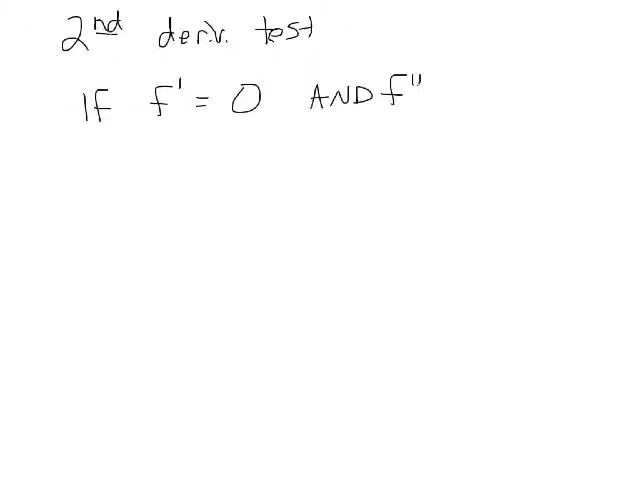 2nd deriv. test
IF f' = 0 AND f"